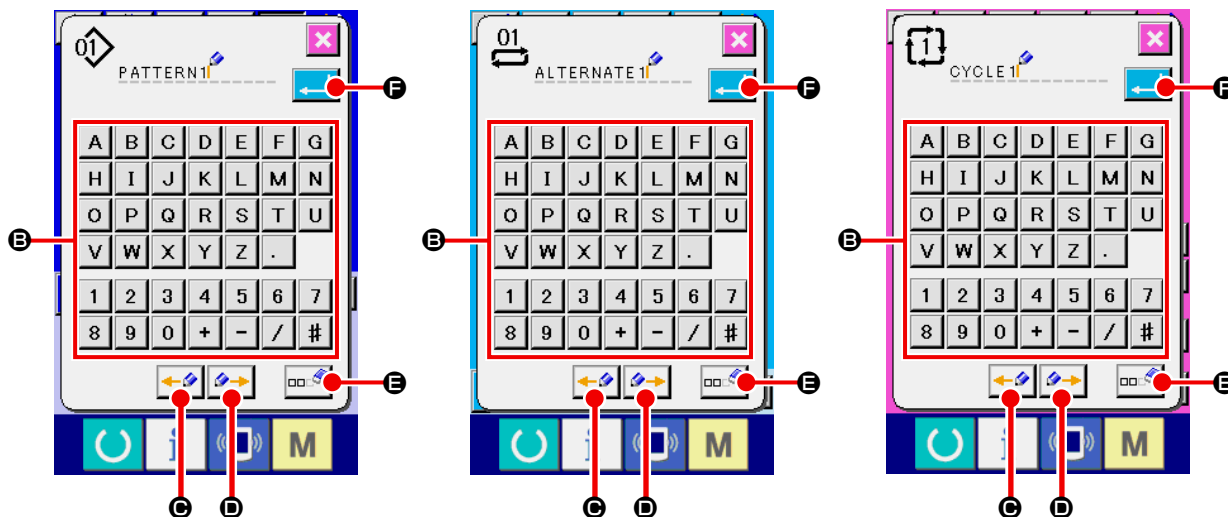 01
PATTERN1
F
A B C D E F G
H I J K L M N
O P Q R S T U
V W X Y Z .
B
1 2 3 4 5 6 7
8 9 0 + - / #
E
C D
i M
01
ALTERNATE1
F
A B C D E F G
H I J K L M N
O P Q R S T U
V W X Y Z .
B
1 2 3 4 5 6 7
8 9 0 + - / #
E
C D
i M
1
CYCLE1
F
A B C D E F G
H I J K L M N
O P Q R S T U
V W X Y Z .
B
1 2 3 4 5 6 7
8 9 0 + - / #
E
C D
i M